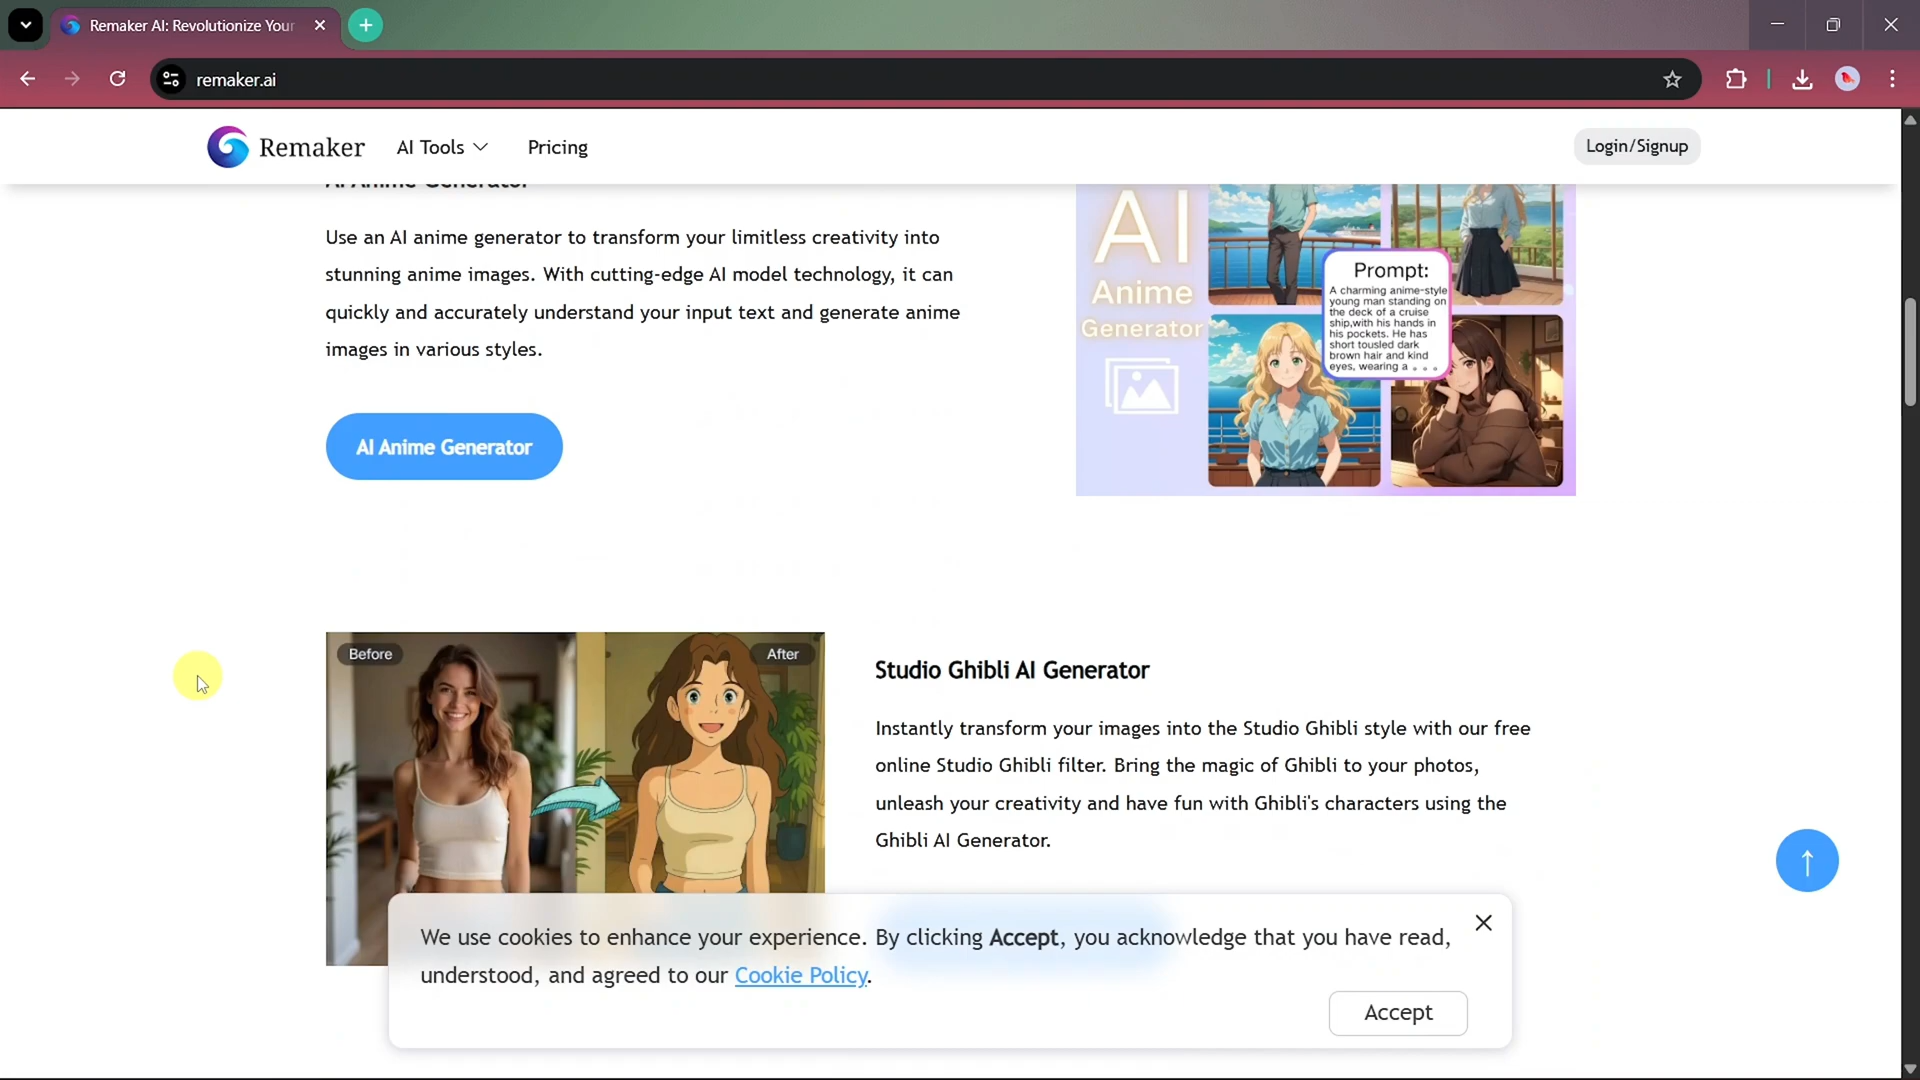 Remaker AI: Revolutionize Your
remaker.ai
Remaker
AI Tools
Pricing
Login/Signup
AI Anime Generator
Use an AI anime generator to transform your limitless creativity into
stunning anime images. With cutting-edge AI model technology, it can
quickly and accurately understand your input text and generate anime
images in various styles.
AI Anime Generator
AI
Anime
Generator
Prompt:
A charming anime-style
young man standing on
the deck of a cruise
ship,with his hands in
his pockets. He has
short tousled dark
brown hair and kind
eyes, wearing a . . .
Before
After
Studio Ghibli AI Generator
Instantly transform your images into the Studio Ghibli style with our free
online Studio Ghibli filter. Bring the magic of Ghibli to your photos,
unleash your creativity and have fun with Ghibli's characters using the
Ghibli AI Generator.
We use cookies to enhance your experience. By clicking Accept, you acknowledge that you have read,
understood, and agreed to our Cookie Policy.
Accept